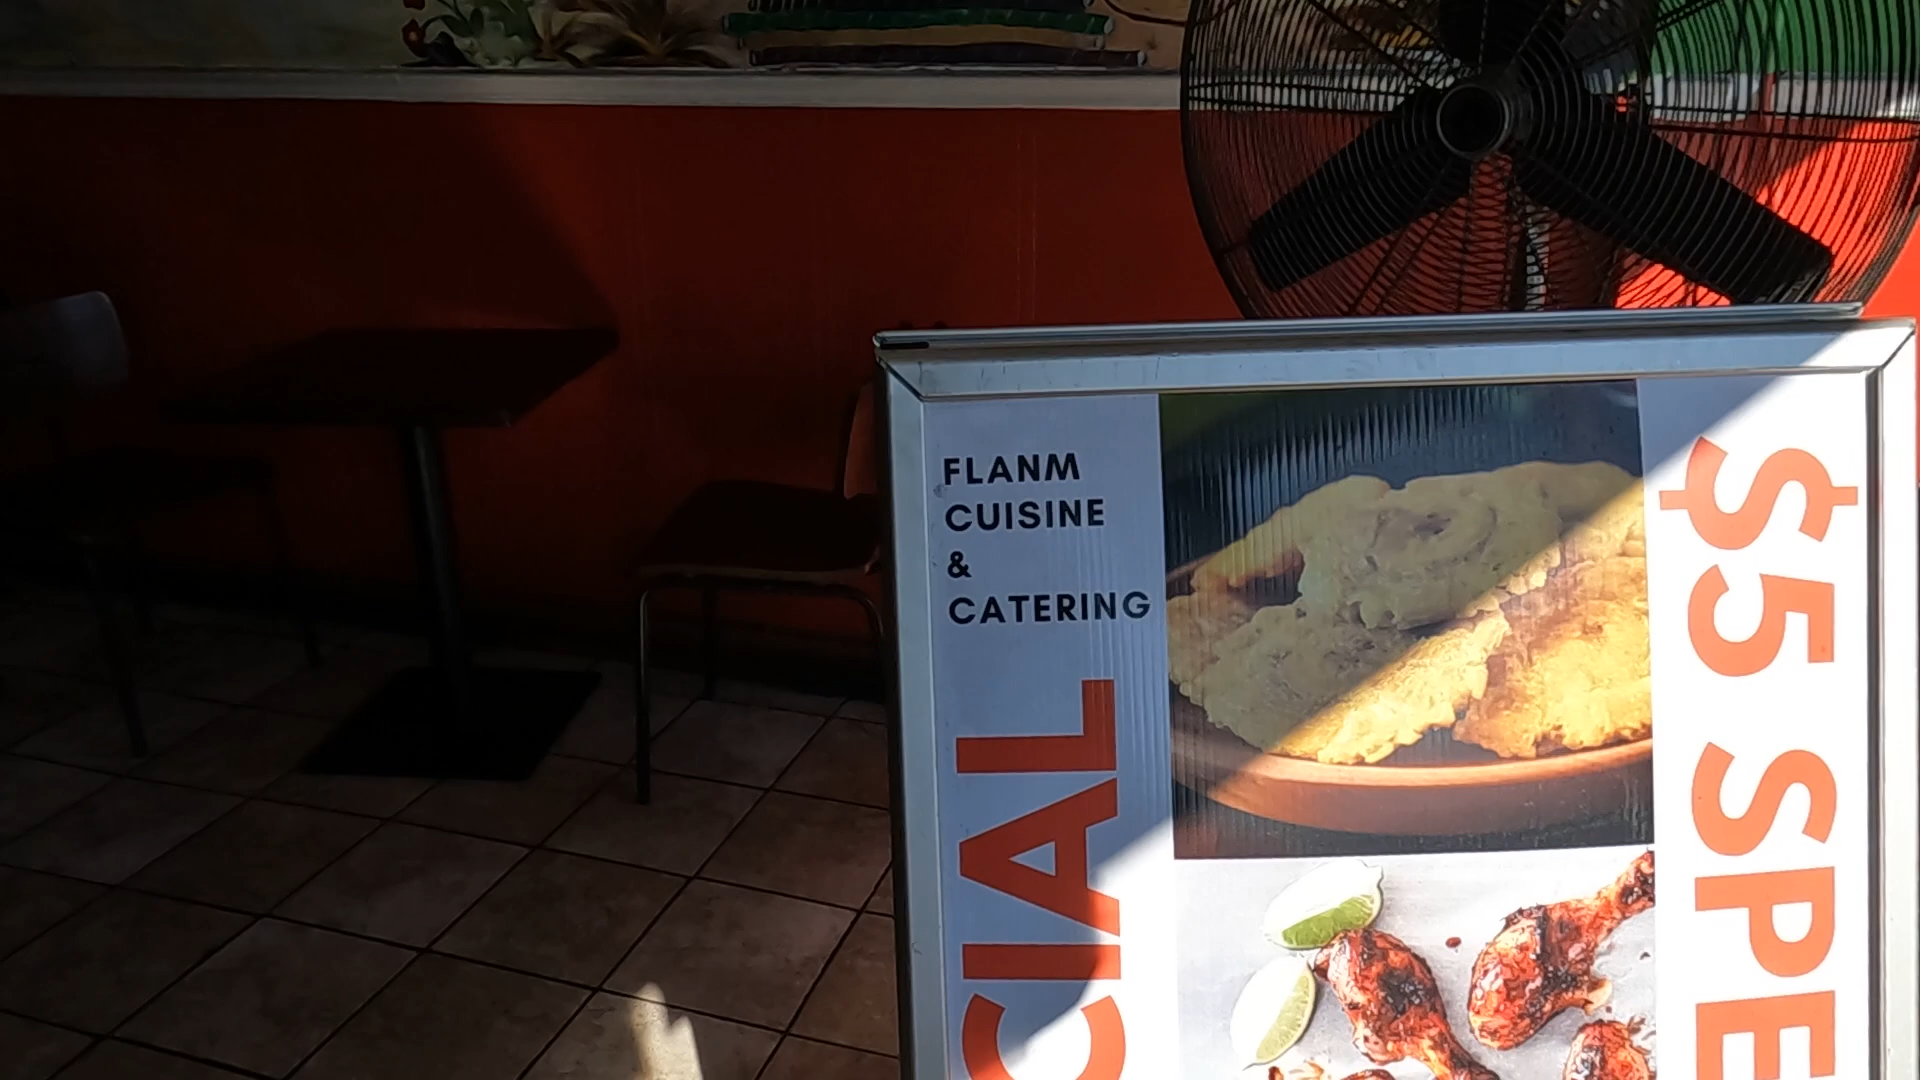 FLANM
CUISINE
&
CATERING
$5 SPE
CIAL